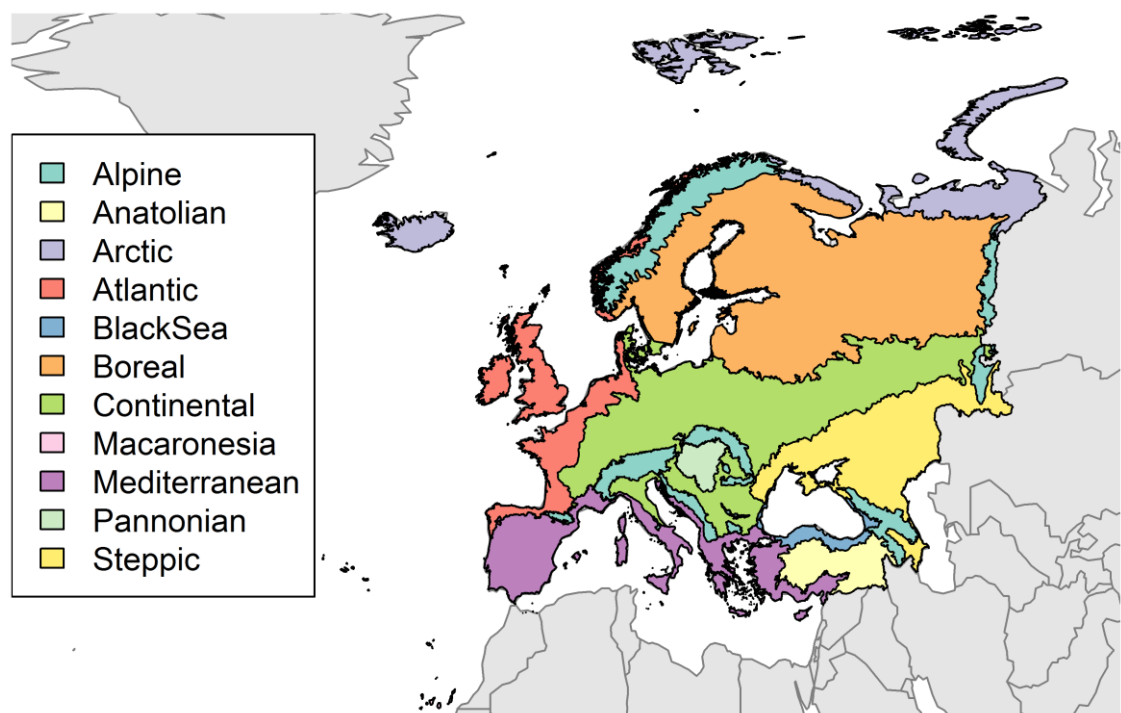 Alpine
Anatolian
Arctic
Atlantic
BlackSea
Boreal
Continental
Macaronesia
Mediterranean
Pannonian
Steppic